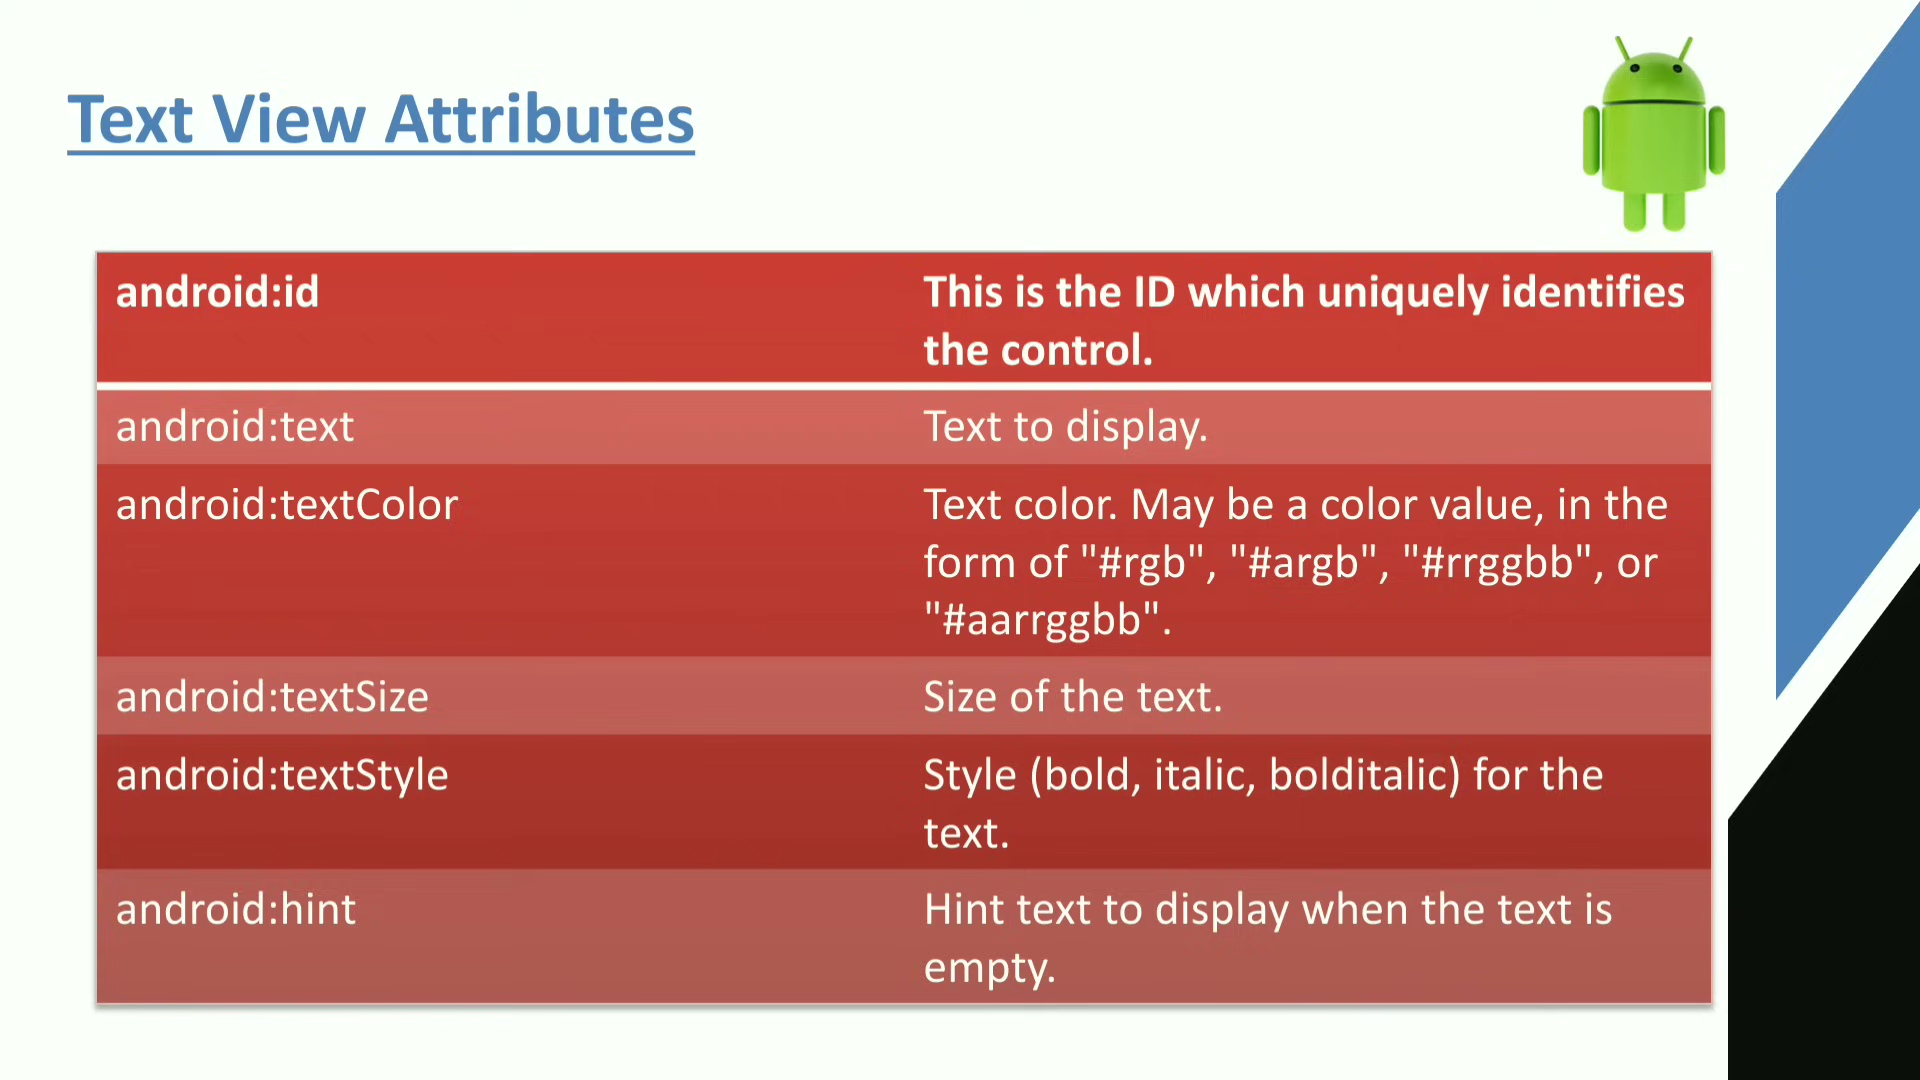 Text View Attributes
android:id
This is the ID which uniquely identifies
the control.
android:text
Text to display.
android:textColor
Text color. May be a color value, in the
form of "#rgb", "#argb", "#rrggbb", or
"#aarrggbb".
android:textSize
Size of the text.
android:textStyle
Style (bold, italic, bolditalic) for the
text.
android:hint
Hint text to display when the text is
empty.